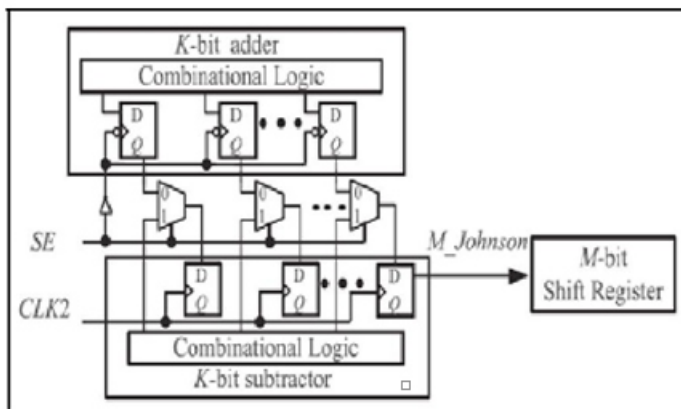 K-bit adder
Combinational Logic
D D D
Q Q Q
0 0 0
1 1 1
SE
M_Johnson
M-bit
Shift Register
D D D
Q Q Q
CLK2
Combinational Logic
K-bit subtractor